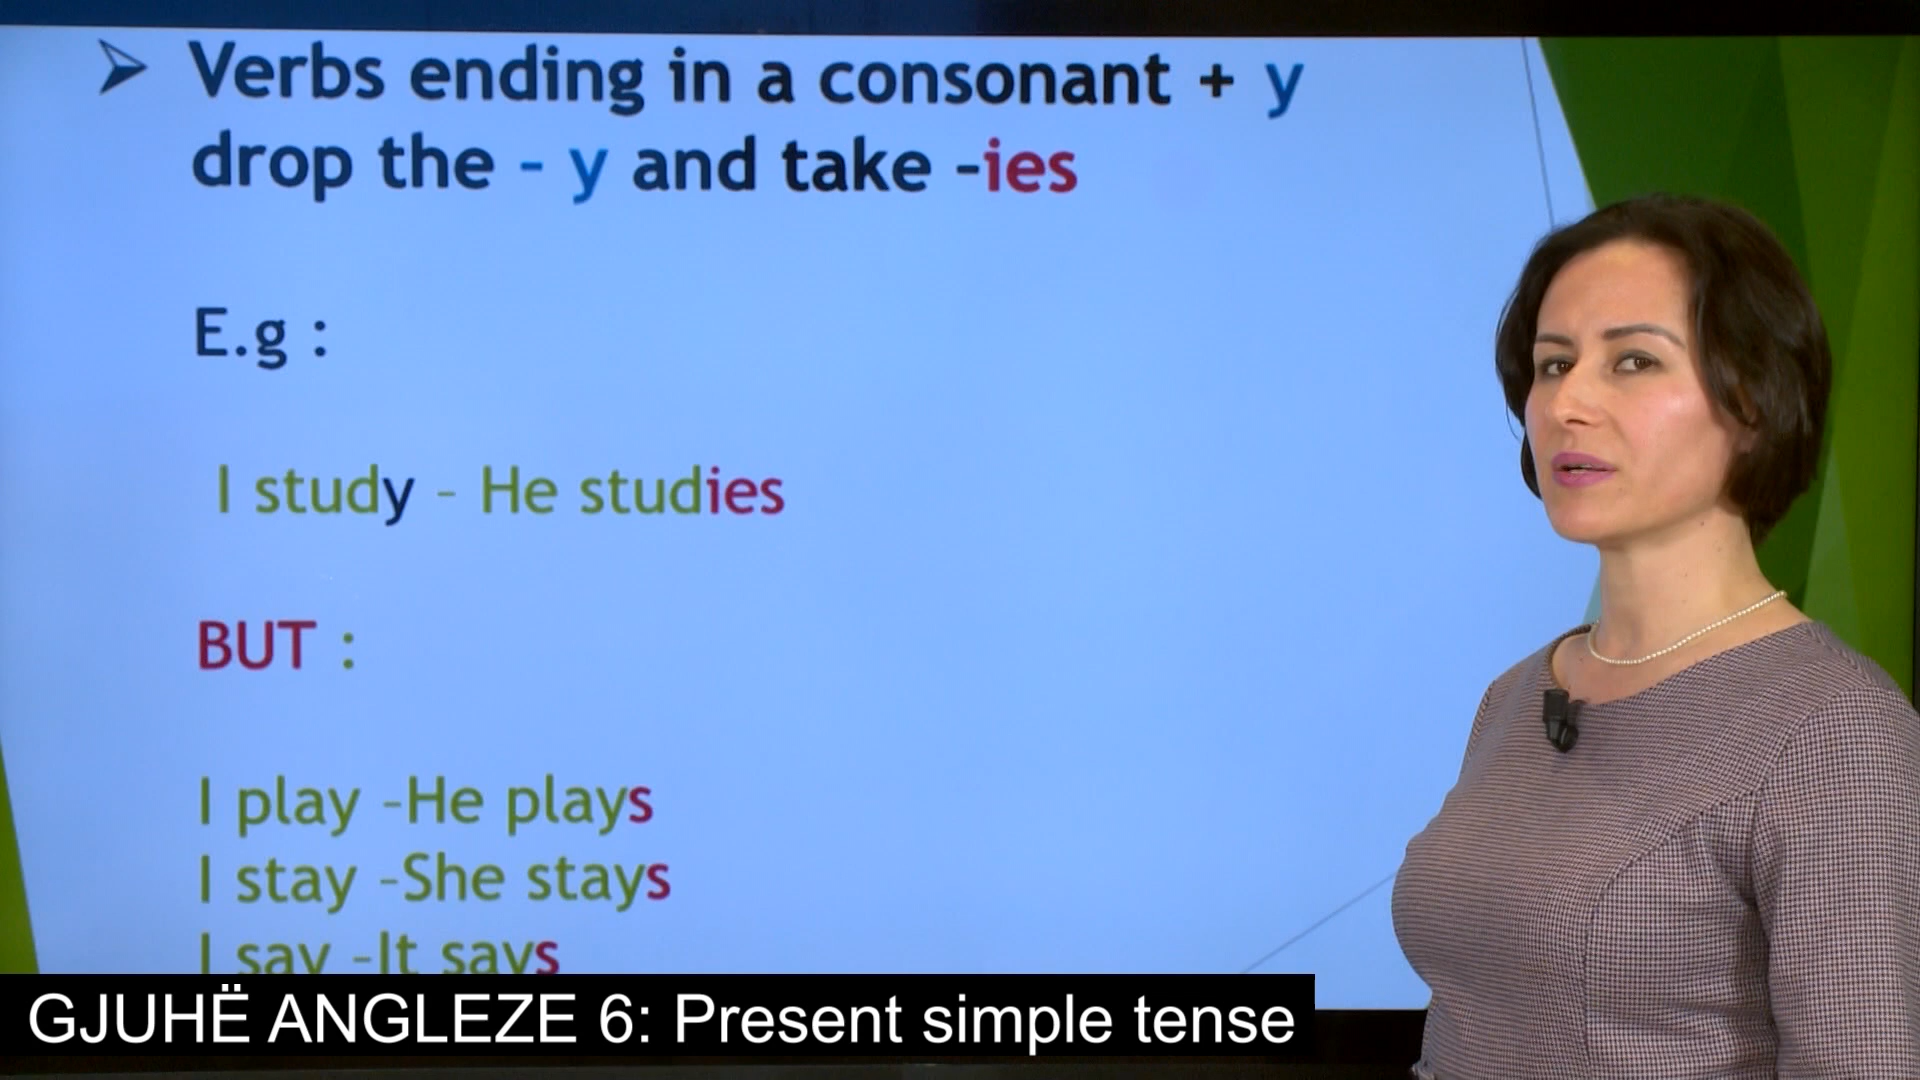 Verbs ending in a consonant + y
drop the - y and take -ies
E.g :
I study - He studies
BUT :
I play -He plays
I stay -She stays
I say -It says
GJUHË ANGLEZE 6: Present simple tense